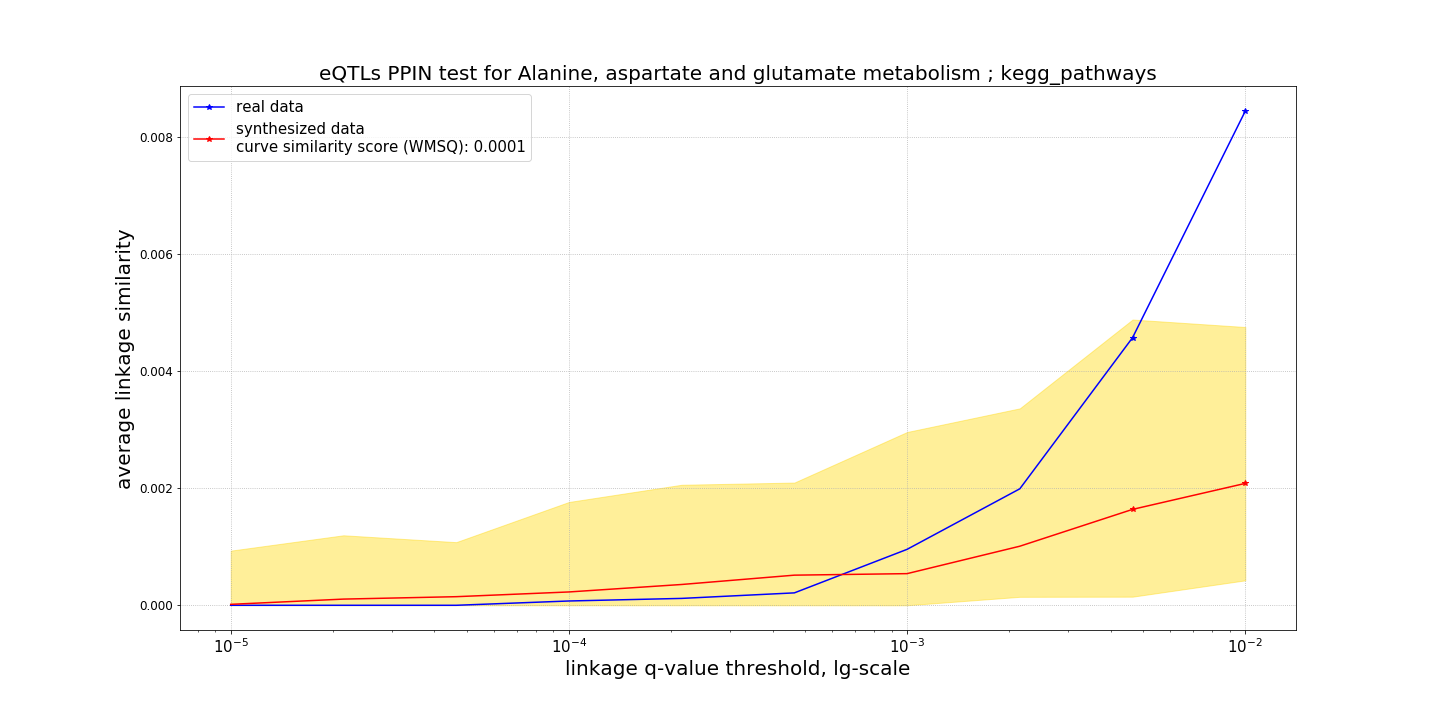 eQTLs PPIN test for Alanine, aspartate and glutamate metabolism ; kegg_pathways
real data
synthesized data
curve similarity score (WMSQ): 0.0001
average linkage similarity
0.008
0.006
0.004
0.002
0.000
10⁻⁵ 10⁻⁴ 10⁻³ 10⁻²
linkage q-value threshold, lg-scale